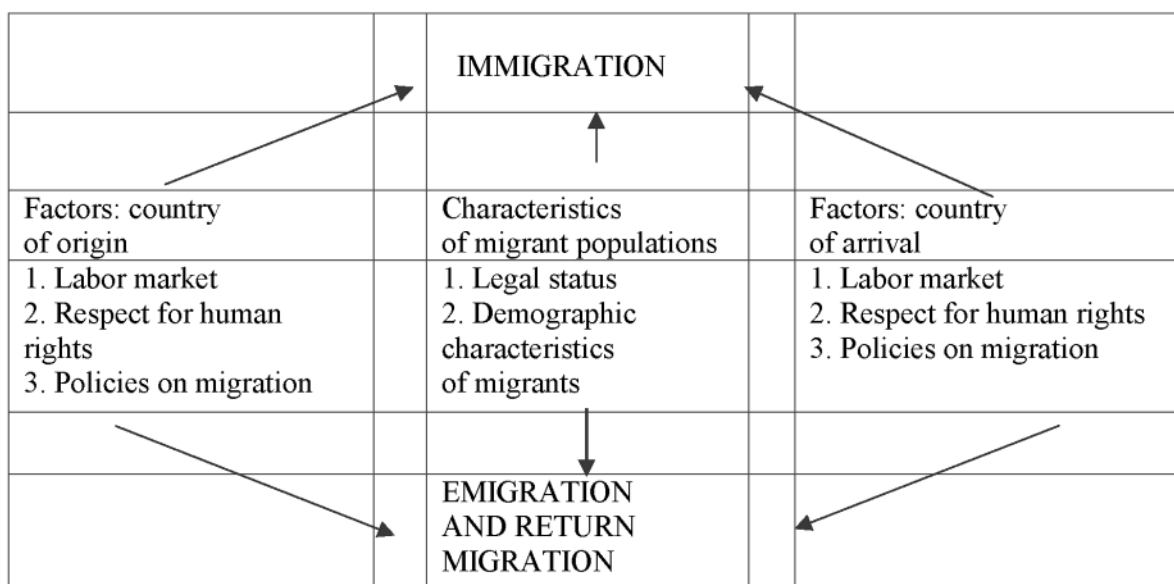 IMMIGRATION
Factors: country
of origin
1. Labor market
2. Respect for human
rights
3. Policies on migration
Characteristics
of migrant populations
1. Legal status
2. Demographic
characteristics
of migrants
Factors: country
of arrival
1. Labor market
2. Respect for human rights
3. Policies on migration
EMIGRATION
AND RETURN
MIGRATION